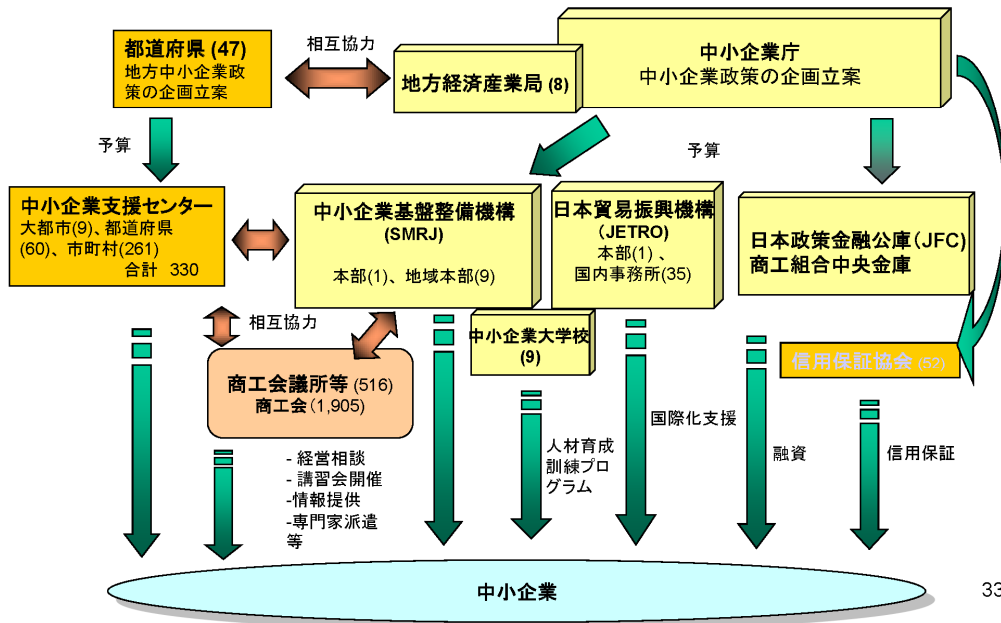 都道府県 (47)
地方中小企業政
策の企画立案
相互協力
地方経済産業局 (8)
中小企業庁
中小企業政策の企画立案
予算
予算
中小企業支援センター
大都市(9)、都道府県
(60)、市町村(261)
合計 330
中小企業基盤整備機構
(SMRJ)
本部(1)、地域本部(9)
日本貿易振興機構
(JETRO)
本部(1) 、
国内事務所(35)
日本政策金融公庫(JFC)
商工組合中央金庫
相互協力
中小企業大学校
(9)
信用保証協会 (52)
商工会議所等 (516)
商工会 (1,905)
- 経営相談
- 講習会開催
-情報提供
-専門家派遣
等
人材育成
訓練プロ
グラム
国際化支援
融資
信用保証
中小企業
33